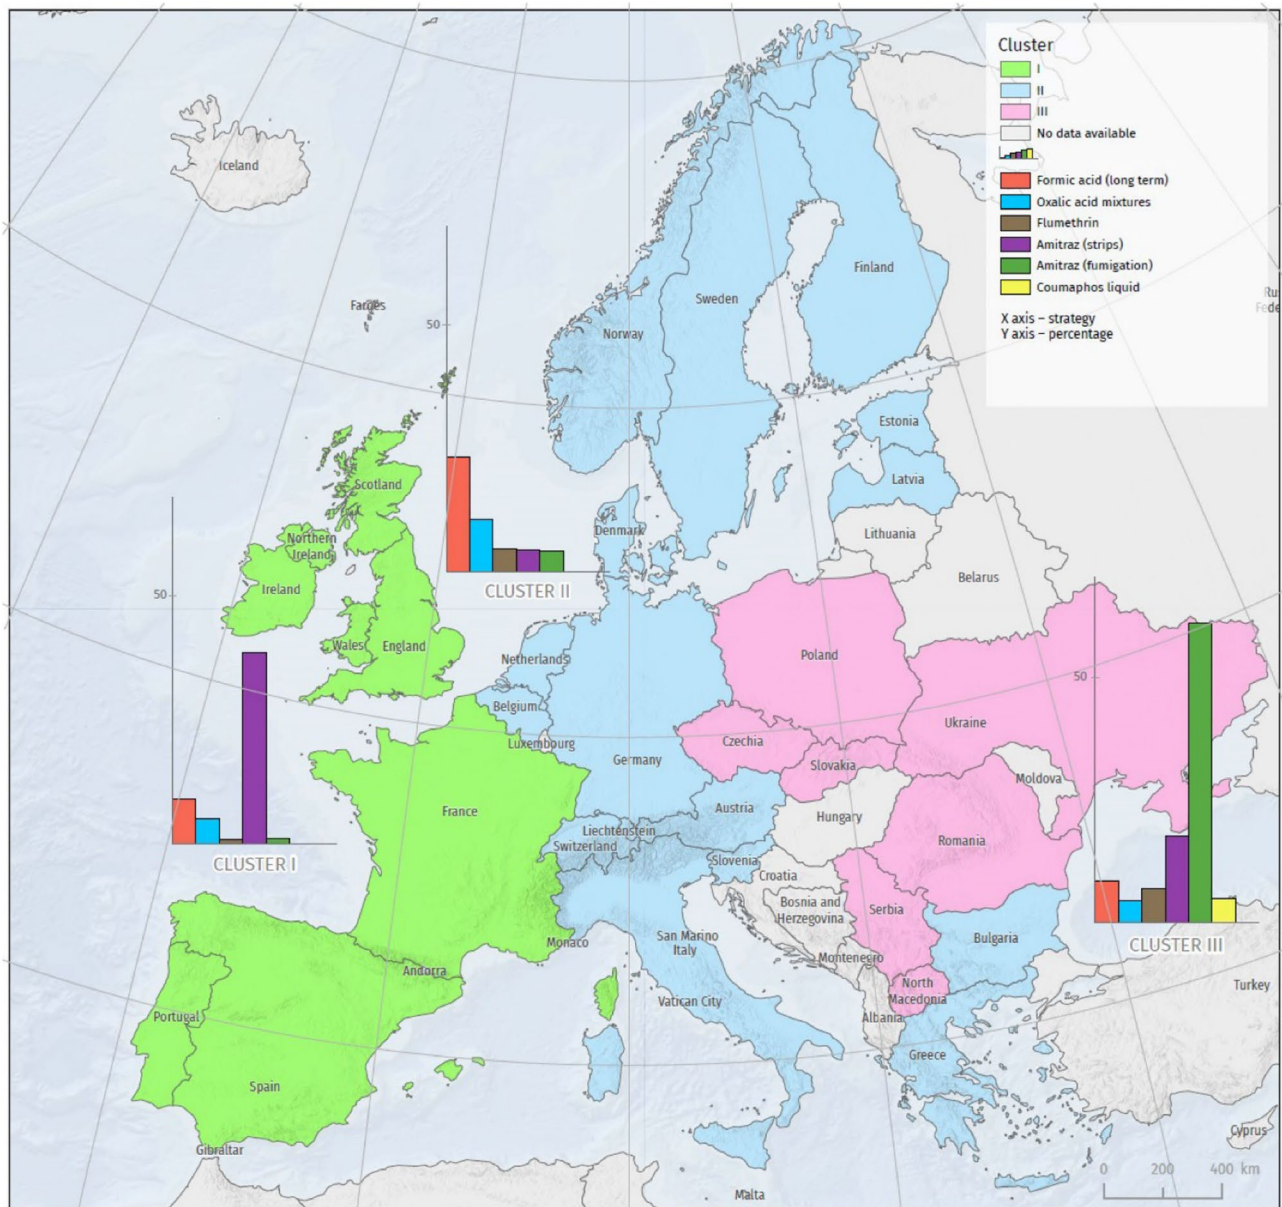 Cluster
I
II
III
No data available
Formic acid (long term)
Oxalic acid mixtures
Flumethrin
Amitraz (strips)
Amitraz (fumigation)
Coumaphos liquid
X axis – strategy
Y axis – percentage
Iceland
Finland
Sweden
Faroes
50
Norway
Estonia
Latvia
Scotland
Lithuania
Denmark
Northern
Ireland
Belarus
Ireland
CLUSTER II
50
Wales
England
Poland
Netherlands
50
Belgium
Ukraine
Luxembourg
Czechia
Germany
Slovakia
Moldova
France
Austria
Hungary
Liechtenstein
Switzerland
Romania
CLUSTER I
Slovenia
Croatia
Bosnia and
Herzegovina
Serbia
San Marino
Italy
Monaco
Bulgaria
CLUSTER III
Montenegro
Andorra
North
Macedonia
Turkey
Vatican City
Portugal
Albania
Greece
Spain
Cyprus
Gibraltar
0 200 400 km
Malta